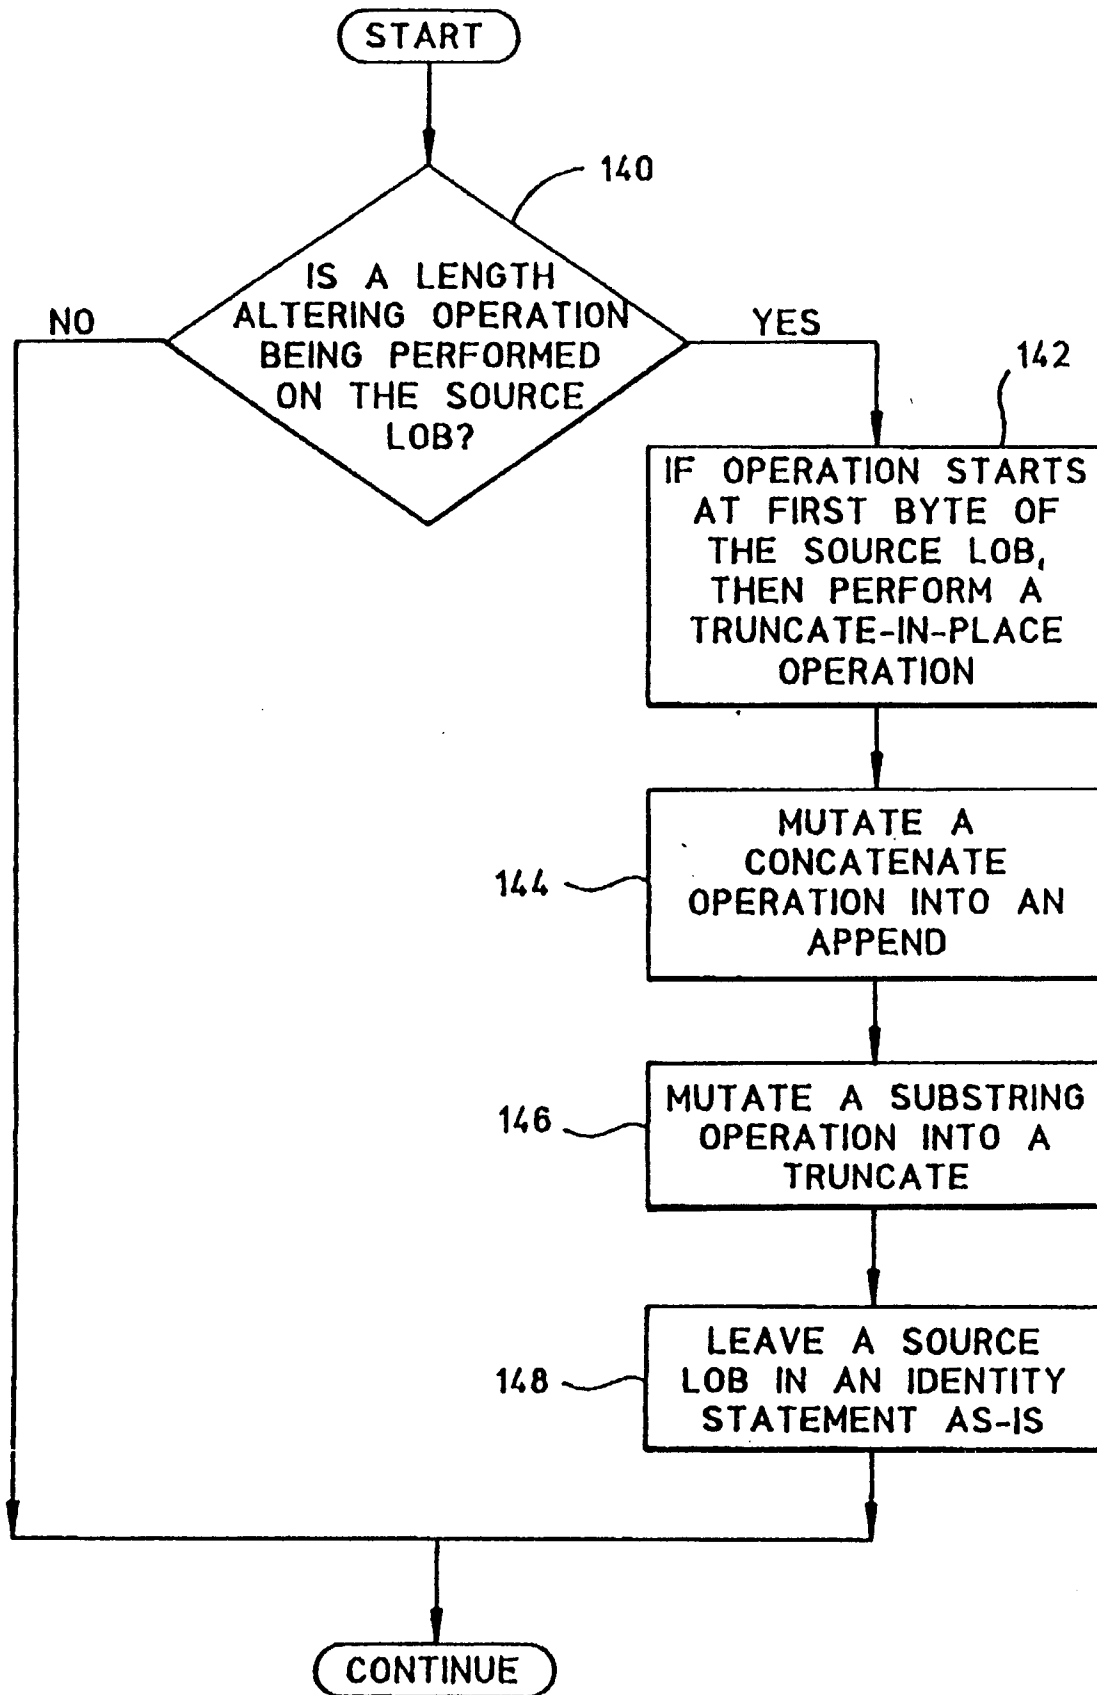 START
140
IS A LENGTH
ALTERING OPERATION
BEING PERFORMED
ON THE SOURCE
LOB?
NO
YES
142
IF OPERATION STARTS
AT FIRST BYTE OF
THE SOURCE LOB,
THEN PERFORM A
TRUNCATE-IN-PLACE
OPERATION
144
MUTATE A
CONCATENATE
OPERATION INTO AN
APPEND
146
MUTATE A SUBSTRING
OPERATION INTO A
TRUNCATE
148
LEAVE A SOURCE
LOB IN AN IDENTITY
STATEMENT AS-IS
CONTINUE